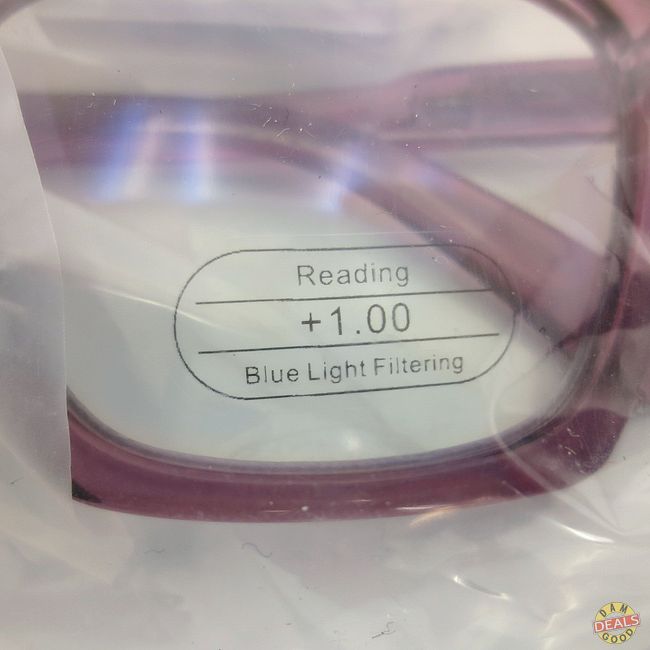 Reading
+1.00
Blue Light Filtering
DAM
DEALS
GOOD